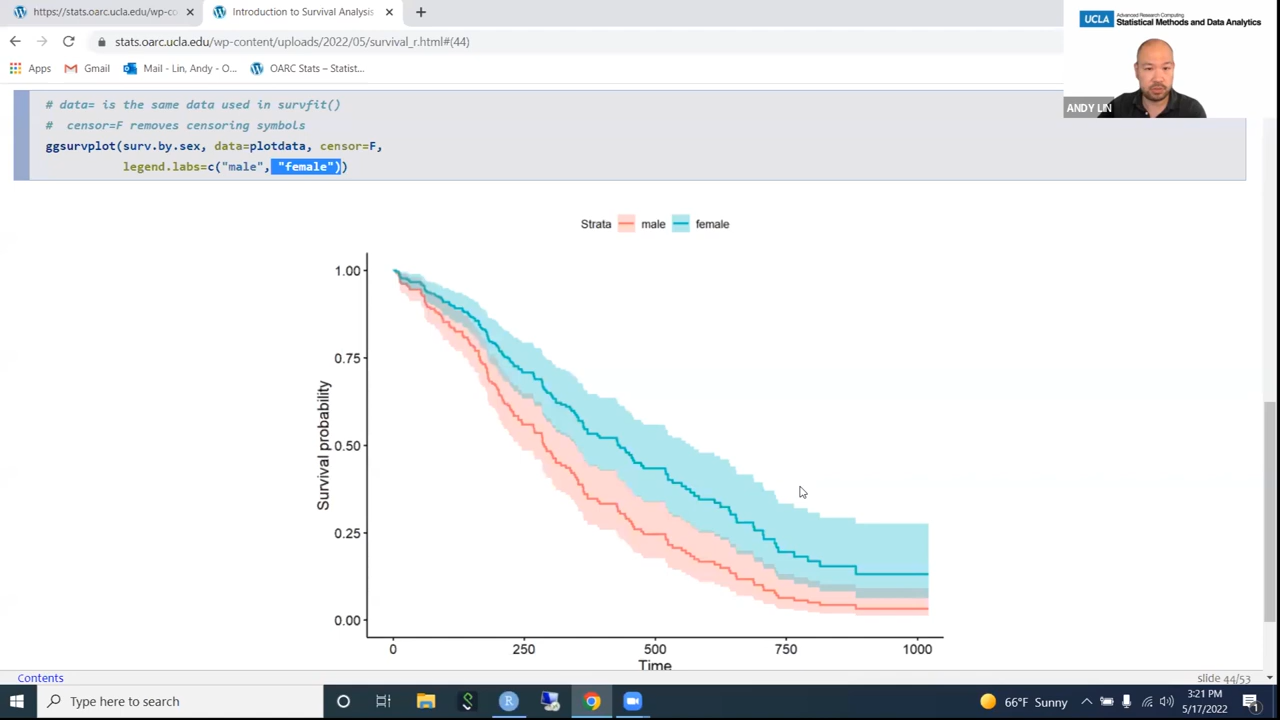 https://stats.oarc.ucla.edu/wp-co
Introduction to Survival Analysis
stats.oarc.ucla.edu/wp-content/uploads/2022/05/survival_r.html#(44)
Apps
Gmail
Mail - Lin, Andy - O...
OARC Stats – Statist...
UCLA
Advanced Research Computing
Statistical Methods and Data Analytics
ANDY LIN
# data= is the same data used in survfit()
#  censor=F removes censoring symbols
ggsurvplot(surv.by.sex, data=plotdata, censor=F,
legend.labs=c("male", "female"))
Strata male female
1.00
0.75
0.50
0.25
0.00
Survival probability
0 250 500 750 1000
Time
Contents
slide 44/53
Type here to search
66°F Sunny
3:21 PM
5/17/2022
1